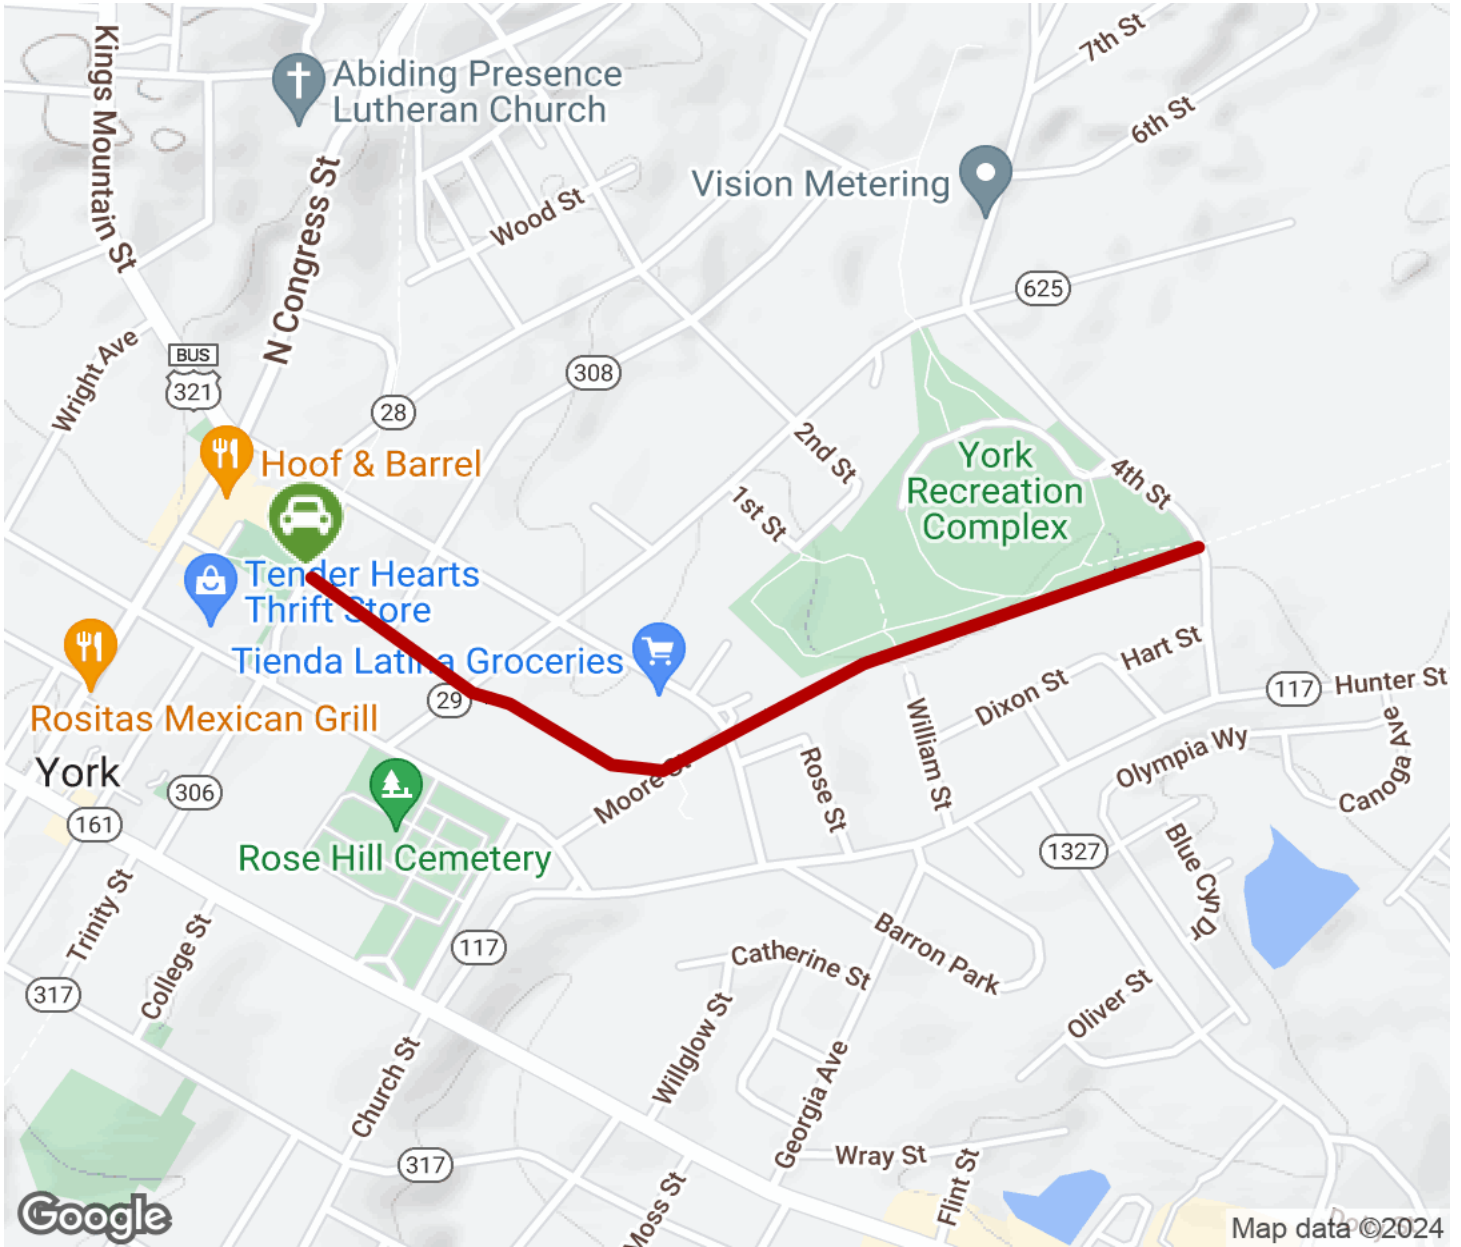 Kings Mountain St
Abiding Presence
Lutheran Church
7th St
6th St
Vision Metering
Wood St
N Congress St
625
Wright Ave
BUS
321
308
28
2nd St
Hoof & Barrel
York
Recreation
Complex
4th St
1st St
Tender Hearts
Thrift Store
Tienda Latina Groceries
Hart St
Dixon St
117
Hunter St
29
Rositas Mexican Grill
William St
Canoga Ave
Olympia Wy
Rose St
Moore St
York
306
161
Rose Hill Cemetery
1327
Blue Cyn Dr
Trinity St
College St
117
Barron Park
Catherine St
317
Oliver St
Willglow St
Church St
Georgia Ave
317
Wray St
Flint St
Moss St
Google
Map data ©2024